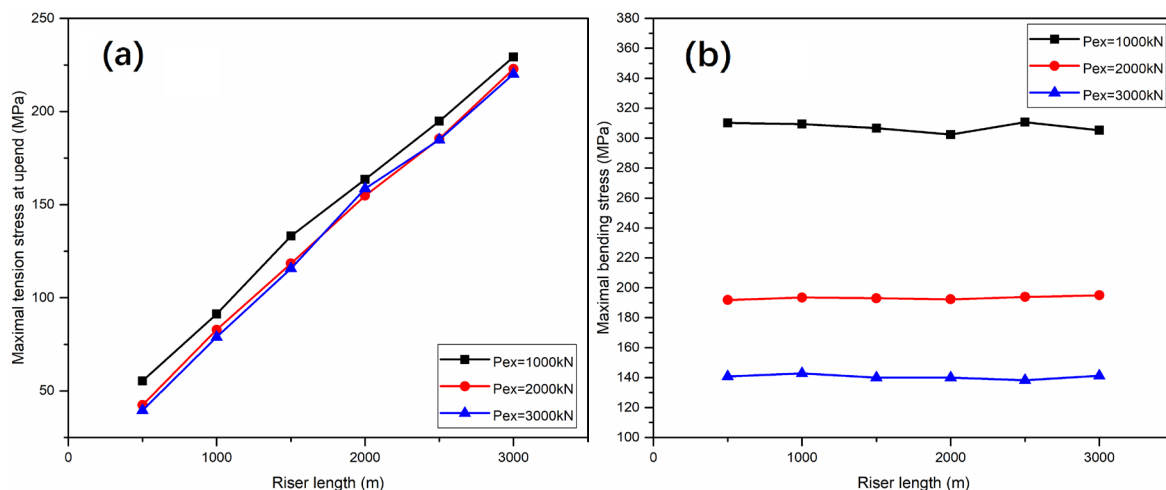 (a)
Maximal tension stress at upend (MPa)
250
200
150
100
50
0
1000
2000
3000
Riser length (m)
Pex=1000kN
Pex=2000kN
Pex=3000kN
(b)
Maximal bending stress (MPa)
380
360
340
320
300
280
260
240
220
200
180
160
140
120
100
0
1000
2000
3000
Riser length (m)
Pex=1000kN
Pex=2000kN
Pex=3000kN